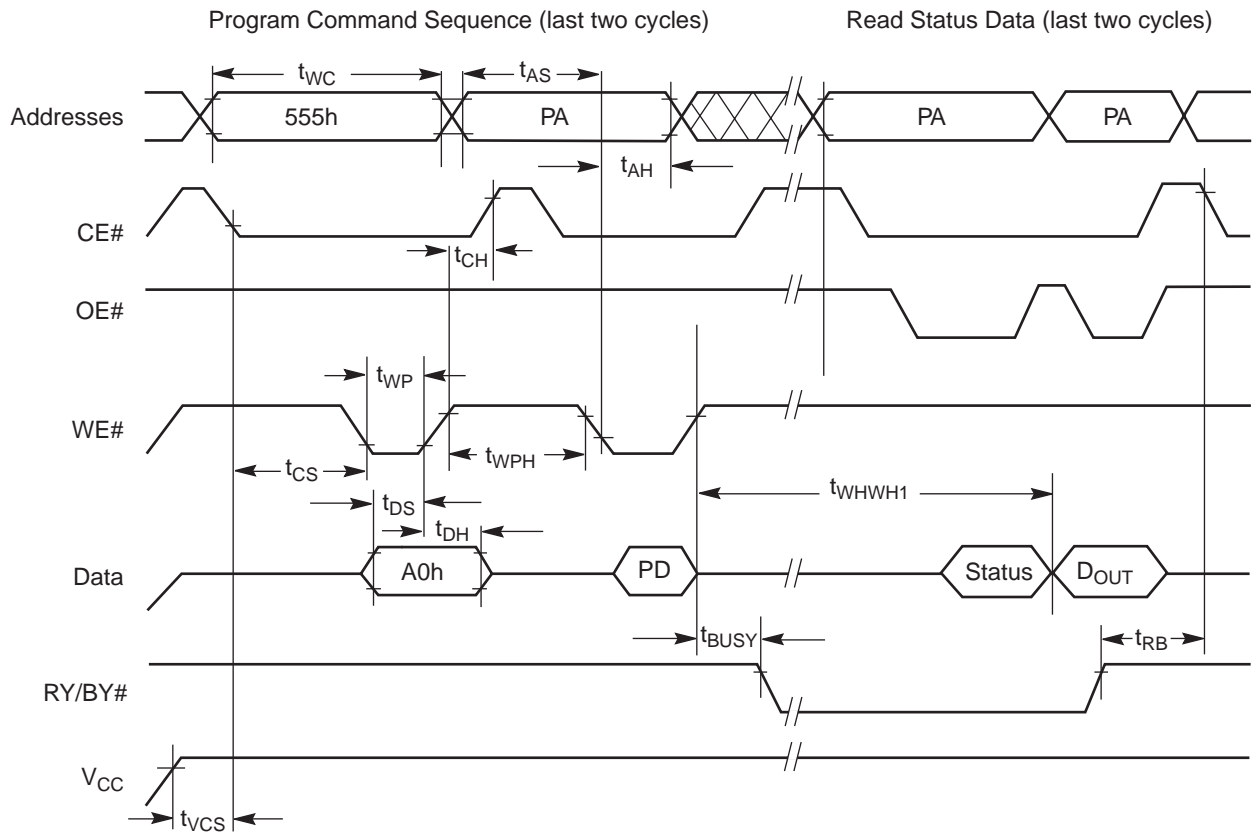 Program Command Sequence (last two cycles)
Read Status Data (last two cycles)
tWC
tAS
Addresses
555h
PA
PA
PA
tAH
CE#
tCH
OE#
tWP
WE#
tWPH
tCS
tWHWH1
tDS
tDH
Data
A0h
PD
Status
DOUT
tBUSY
tRB
RY/BY#
VCC
tVCS